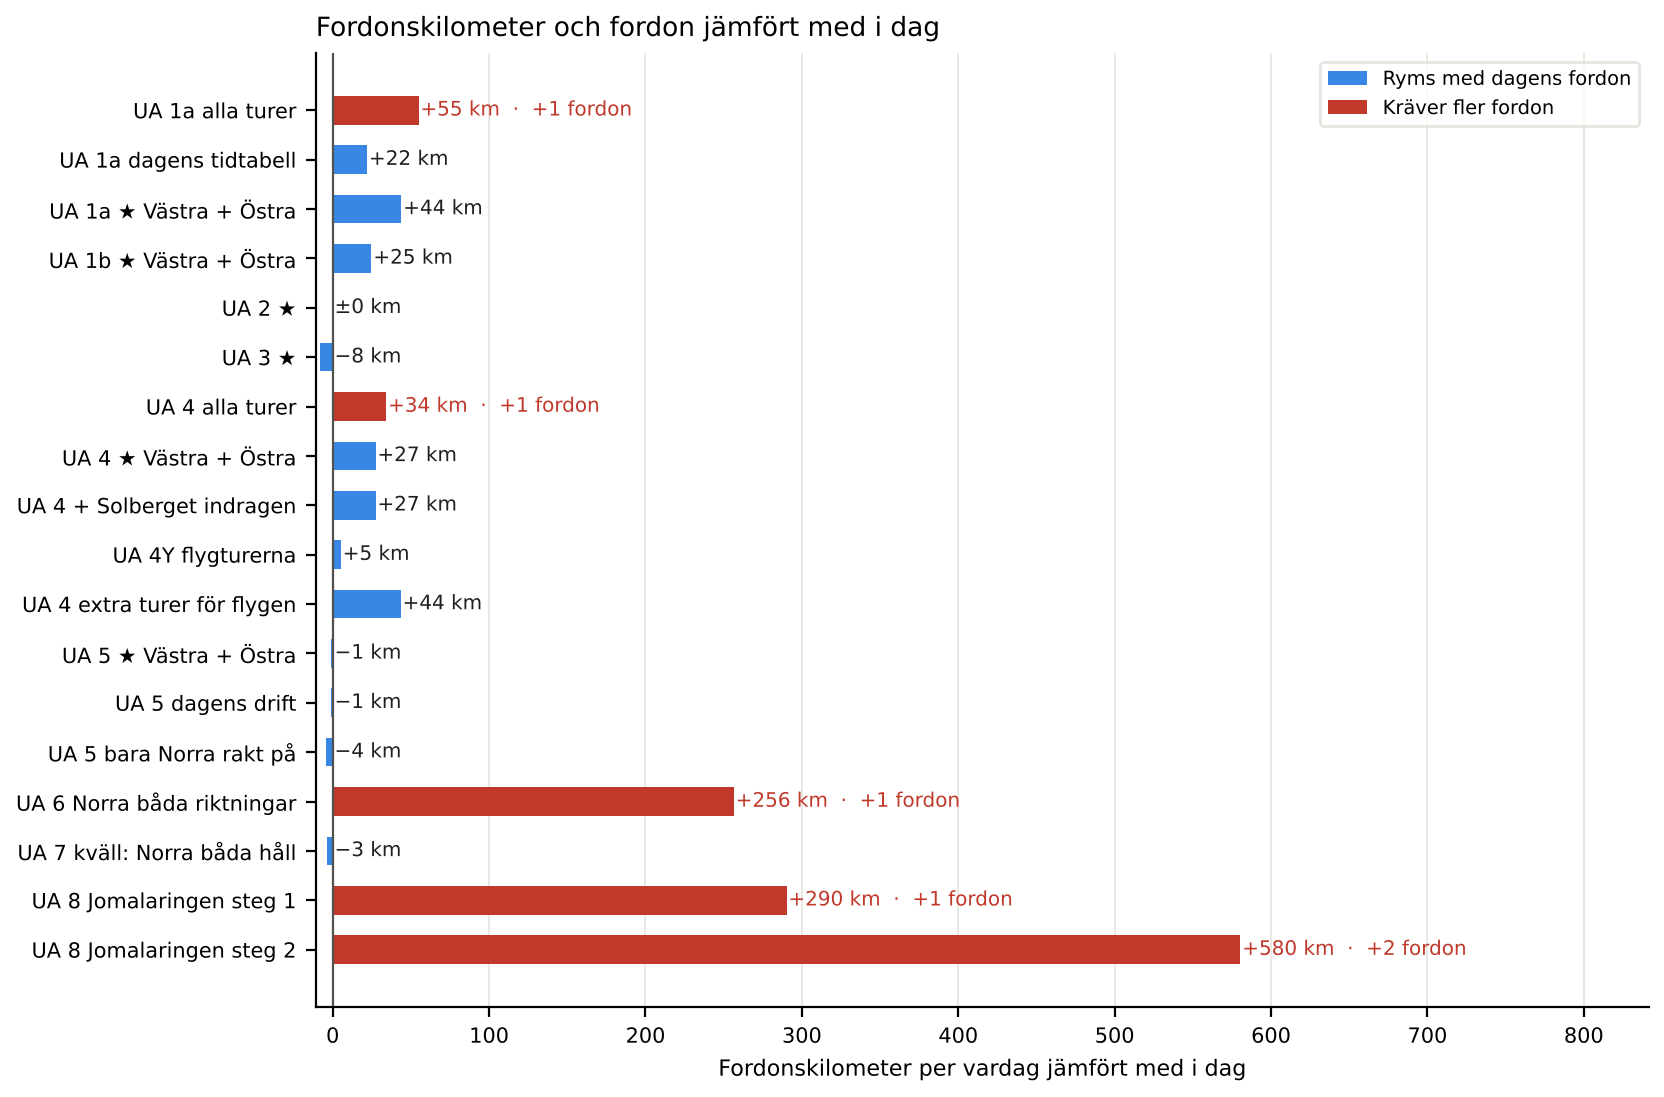 Fordonskilometer och fordon jämfört med i dag
Ryms med dagens fordon
Kräver fler fordon
UA 1a alla turer +55 km · +1 fordon
UA 1a dagens tidtabell +22 km
UA 1a ★ Västra + Östra +44 km
UA 1b ★ Västra + Östra +25 km
UA 2 ★ ±0 km
UA 3 ★ −8 km
UA 4 alla turer +34 km · +1 fordon
UA 4 ★ Västra + Östra +27 km
UA 4 + Solberget indragen +27 km
UA 4Y flygturerna +5 km
UA 4 extra turer för flygen +44 km
UA 5 ★ Västra + Östra −1 km
UA 5 dagens drift −1 km
UA 5 bara Norra rakt på −4 km
UA 6 Norra båda riktningar +256 km · +1 fordon
UA 7 kväll: Norra båda håll −3 km
UA 8 Jomalaringen steg 1 +290 km · +1 fordon
UA 8 Jomalaringen steg 2 +580 km · +2 fordon
0 100 200 300 400 500 600 700 800
Fordonskilometer per vardag jämfört med i dag